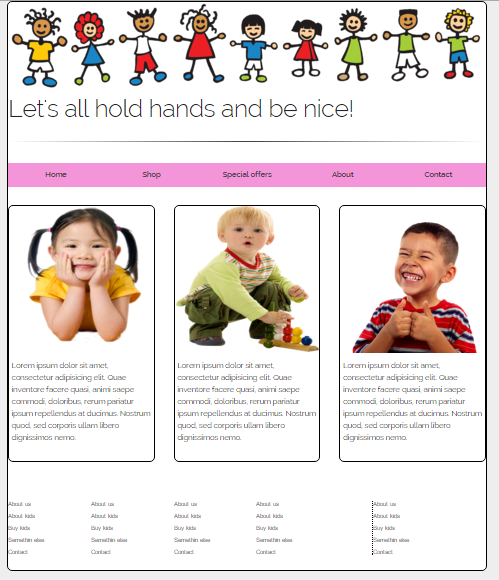 Let's all hold hands and be nice!
Home Shop Special offers About Contact
Lorem ipsum dolor sit amet,
consectetur adipisicing elit. Quae
inventore facere quasi, animi saepe
commodi, doloribus, rerum pariatur
ipsum repellendus at ducimus. Nostrum
quod, sed corporis ullam libero
dignissimos nemo.
Lorem ipsum dolor sit amet,
consectetur adipisicing elit. Quae
inventore facere quasi, animi saepe
commodi, doloribus, rerum pariatur
ipsum repellendus at ducimus. Nostrum
quod, sed corporis ullam libero
dignissimos nemo.
Lorem ipsum dolor sit amet,
consectetur adipisicing elit. Quae
inventore facere quasi, animi saepe
commodi, doloribus, rerum pariatur
ipsum repellendus at ducimus. Nostrum
quod, sed corporis ullam libero
dignissimos nemo.
About us
About kids
Buy kids
Somethin else
Contact
About us
About kids
Buy kids
Somethin else
Contact
About us
About kids
Buy kids
Somethin else
Contact
About us
About kids
Buy kids
Somethin else
Contact
About us
About kids
Buy kids
Somethin else
Contact